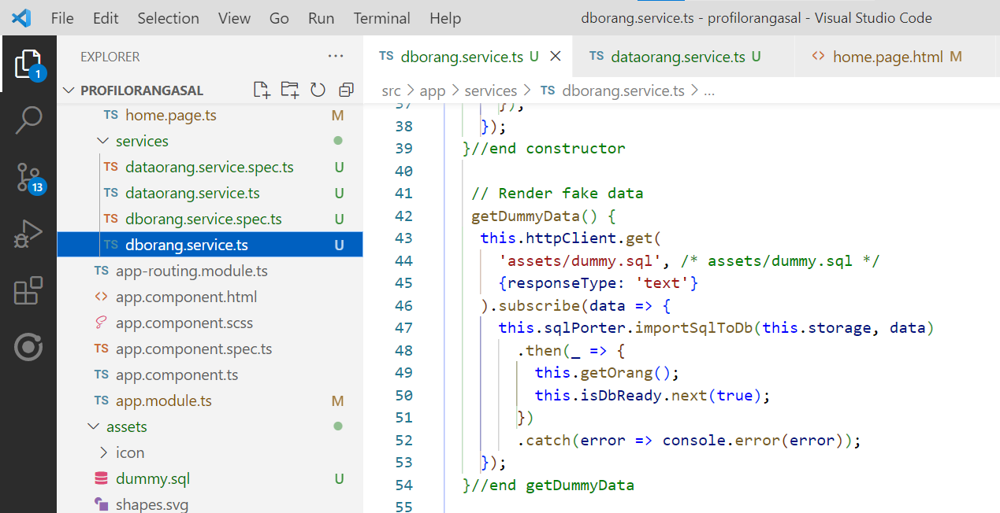 File Edit Selection View Go Run Terminal Help dborang.service.ts - profilorangasal - Visual Studio Code
EXPLORER ...
PROFILORANGASAL
TS home.page.ts M
services
TS dataorang.service.spec.ts U
TS dataorang.service.ts U
TS dborang.service.spec.ts U
TS dborang.service.ts U
TS app-routing.module.ts
<> app.component.html
app.component.scss
TS app.component.spec.ts
TS app.component.ts
TS app.module.ts M
assets
icon
dummy.sql U
shapes.svg
1
13
TS dborang.service.ts U × TS dataorang.service.ts U <> home.page.html M
src > app > services > TS dborang.service.ts > ...
37 });
38 });
39 }//end constructor
40
41 // Render fake data
42 getDummyData() {
43 this.httpClient.get(
44 'assets/dummy.sql', /* assets/dummy.sql */
45 {responseType: 'text'}
46 ).subscribe(data => {
47 this.sqlPorter.importSqlToDb(this.storage, data)
48 .then(_ => {
49 this.getOrang();
50 this.isDbReady.next(true);
51 })
52 .catch(error => console.error(error));
53 });
54 }//end getDummyData
55